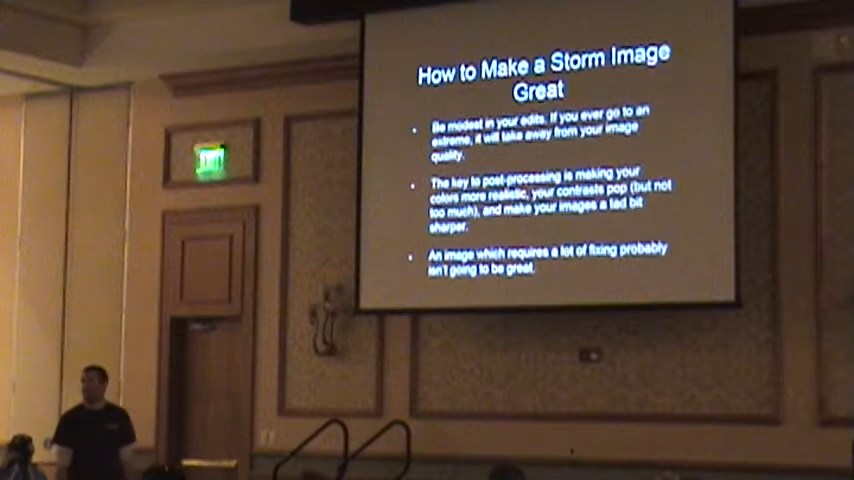 EXIT
How to Make a Storm Image
Great
• Be modest in your edits. If you ever go to an
extreme, it will take away from your image
quality.
• The key to post-processing is making your
colors more realistic, your contrasts pop (but not
too much), and make your images a tad bit
sharper.
• An image which requires a lot of fixing probably
isn't going to be great.